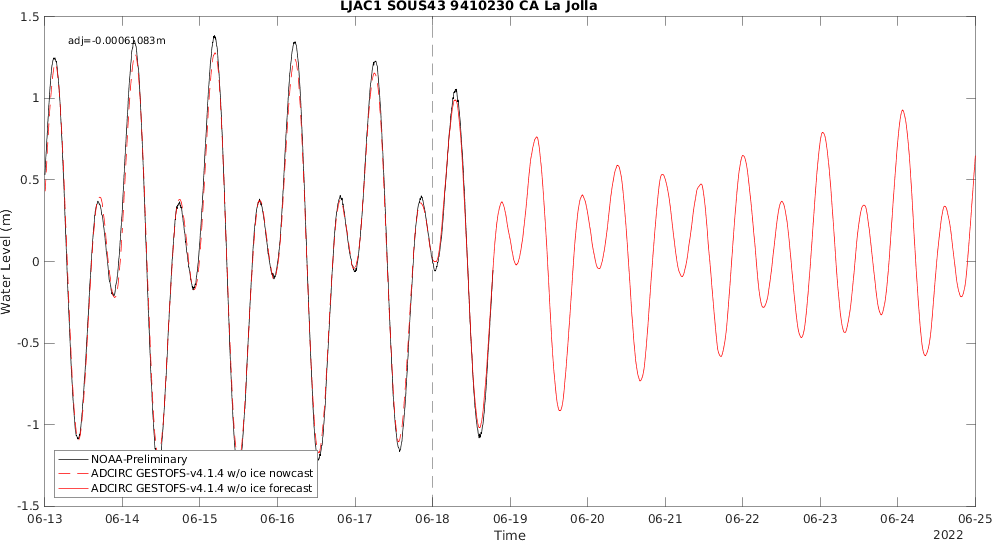 LJAC1 SOUS43 9410230 CA La Jolla
adj=-0.00061083m
1.5
1
0.5
0
-0.5
-1
-1.5
Water Level (m)
NOAA-Preliminary
ADCIRC GESTOFS-v4.1.4 w/o ice nowcast
ADCIRC GESTOFS-v4.1.4 w/o ice forecast
06-13 06-14 06-15 06-16 06-17 06-18 06-19 06-20 06-21 06-22 06-23 06-24 06-25
Time
2022